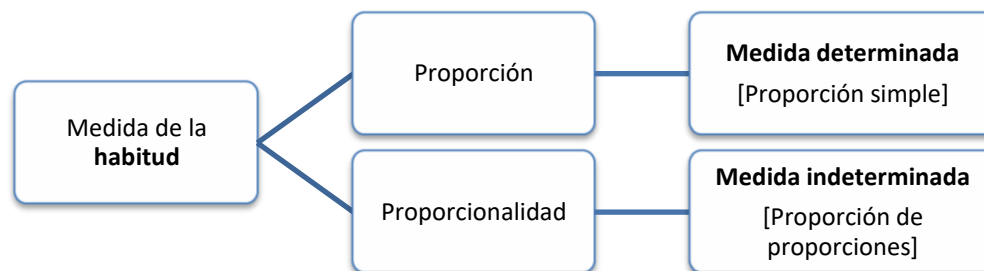 Medida de la
habitud
Proporción
Medida determinada
[Proporción simple]
Proporcionalidad
Medida indeterminada
[Proporción de
proporciones]